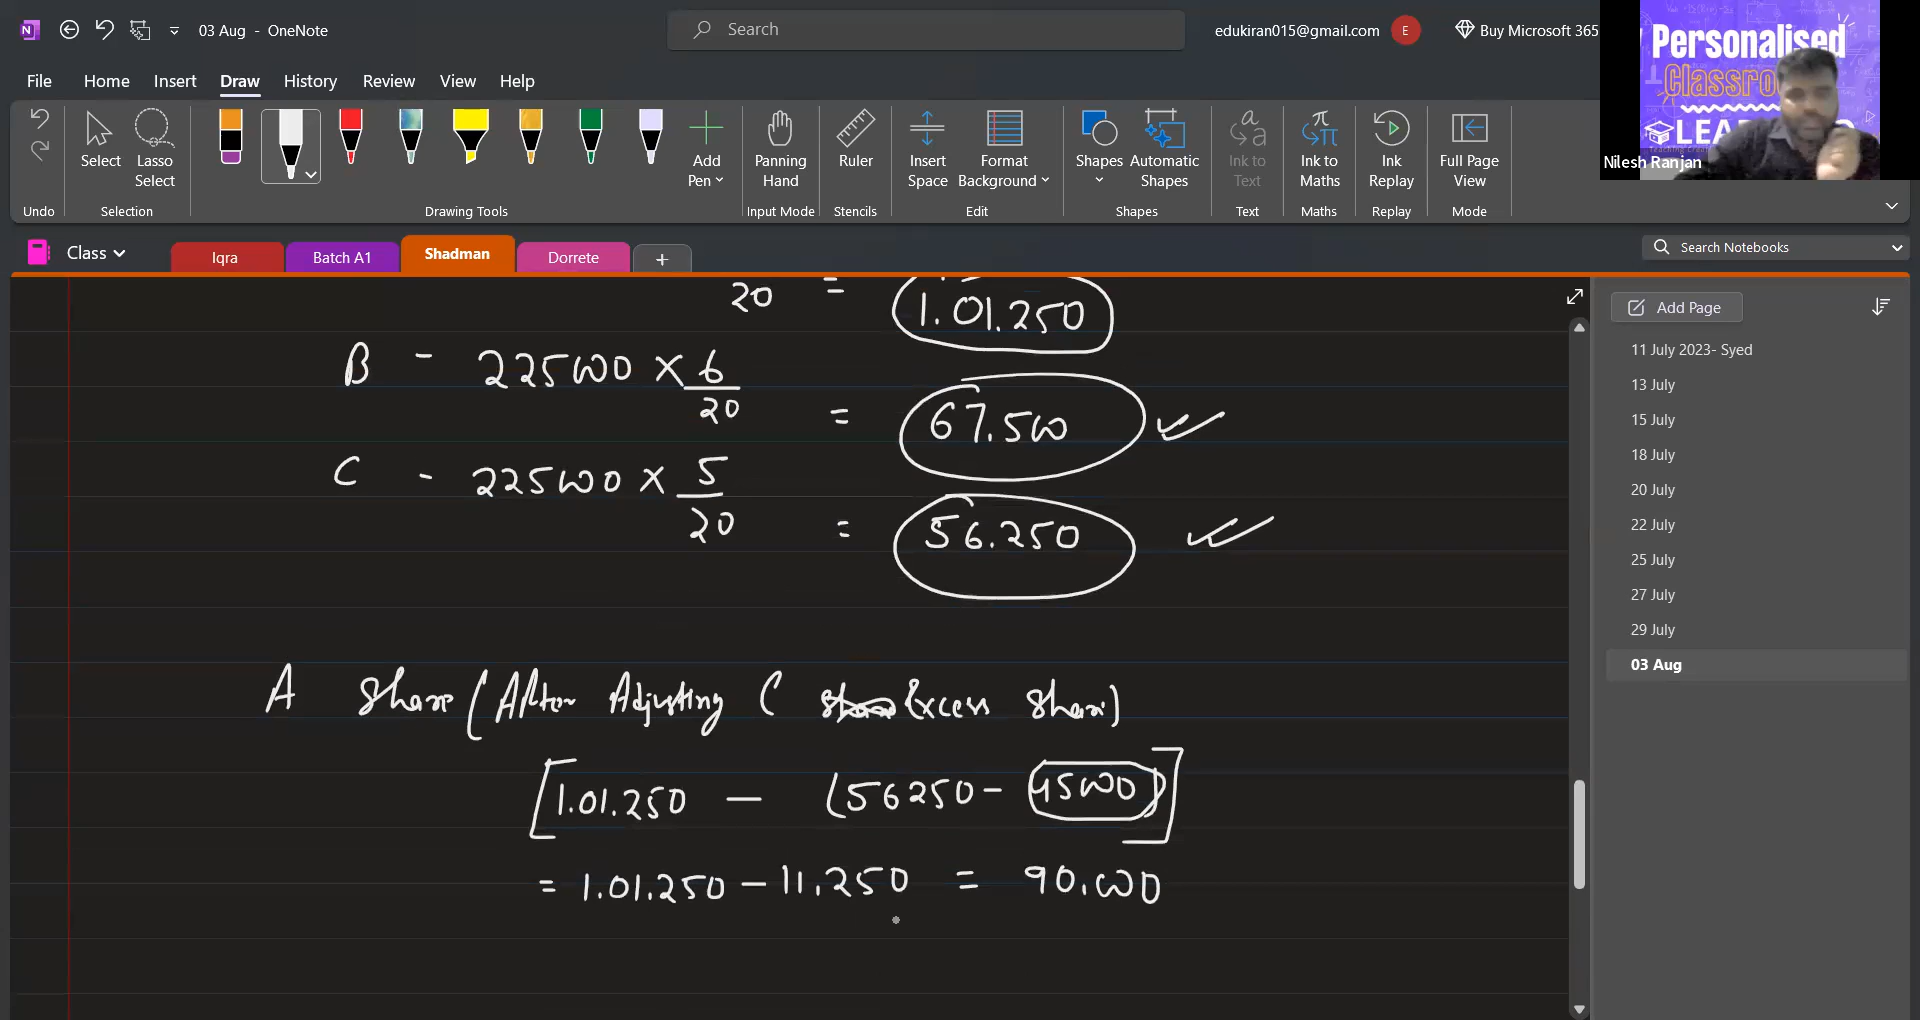 03 Aug - OneNote
Search
edukiran015@gmail.com
E
Buy Microsoft 365
Personalised
Nilesh Ranjan
File Home Insert Draw History Review View Help
Select
Lasso Select
Add Pen
Panning Hand
Ruler
Insert Space
Format Background
Shapes
Automatic Shapes
Ink to Text
Ink to Maths
Ink Replay
Full Page View
Undo
Selection
Drawing Tools
Input Mode
Stencils
Edit
Shapes
Text
Maths
Replay
Mode
Class
Iqra
Batch A1
Shadman
Dorrete
+
Search Notebooks
Add Page
11 July 2023- Syed
13 July
15 July
18 July
20 July
22 July
25 July
27 July
29 July
03 Aug
20 = 1.01.250
B - 225000 × 6/20 = 67.500
C - 225000 × 5/20 = 56.250
A Share (After Adjusting C Excess Share)
[1.01.250 - (56250 - 45000)]
= 1.01.250 - 11.250 = 90.000